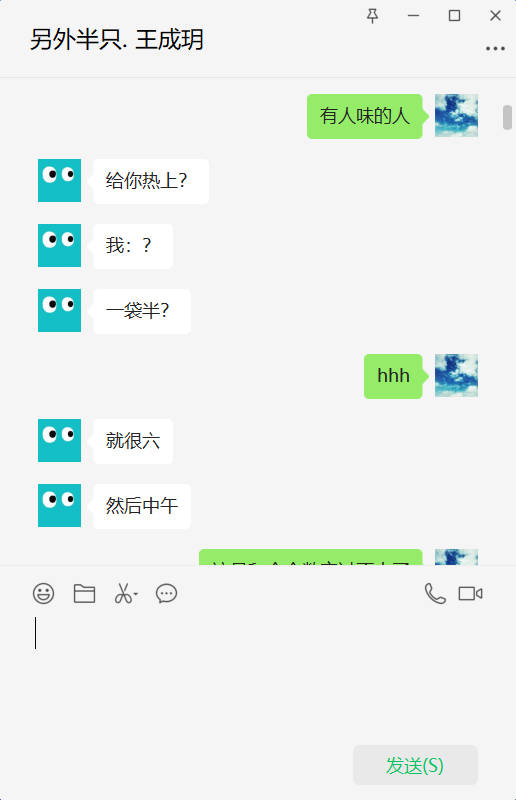 另外半只. 王成玥
有人味的人
给你热上？
我：？
一袋半？
hhh
就很六
然后中午
发送(S)